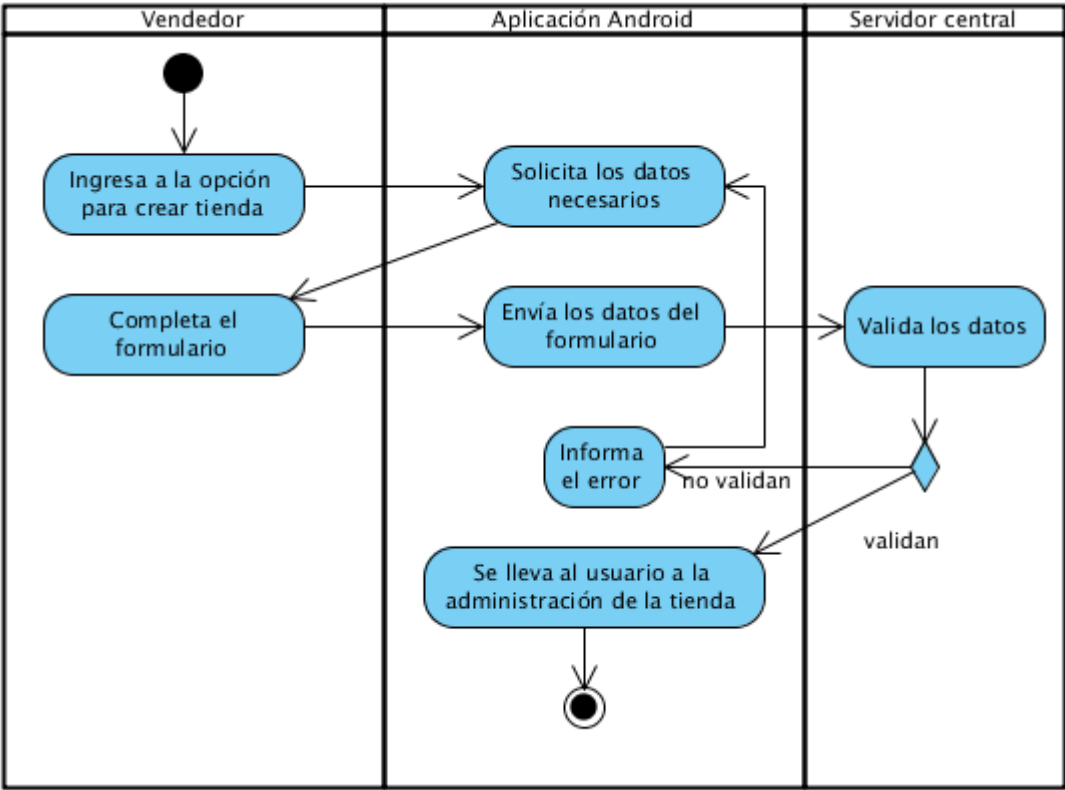 Vendedor
Aplicación Android
Servidor central
Ingresa a la opción
para crear tienda
Solicita los datos
necesarios
Completa el
formulario
Envía los datos del
formulario
Valida los datos
Informa
el error
no validan
validan
Se lleva al usuario a la
administración de la tienda